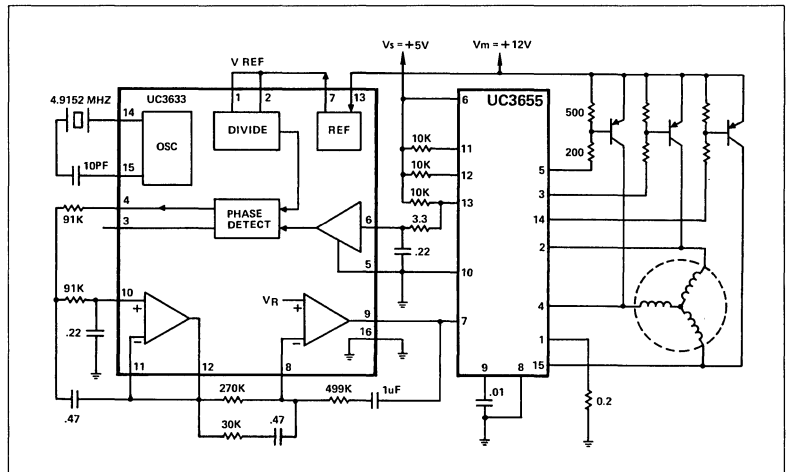 Vs = +5V Vm = +12V
V REF
1 2 7 13
4.9152 MHZ UC3633 UC3655
14 6
OSC DIVIDE REF 500
10K 11
10K 12
10PF 15 200
10K 13 5
91K 4 PHASE DETECT 6 3.3 3
3 14
.22 2
5 10
91K 10 VR 9 7 4
+ + 16 1
− −
.22
11 12 8 9 8 15
270K 499K 1uF .01 0.2
.47 30K .47